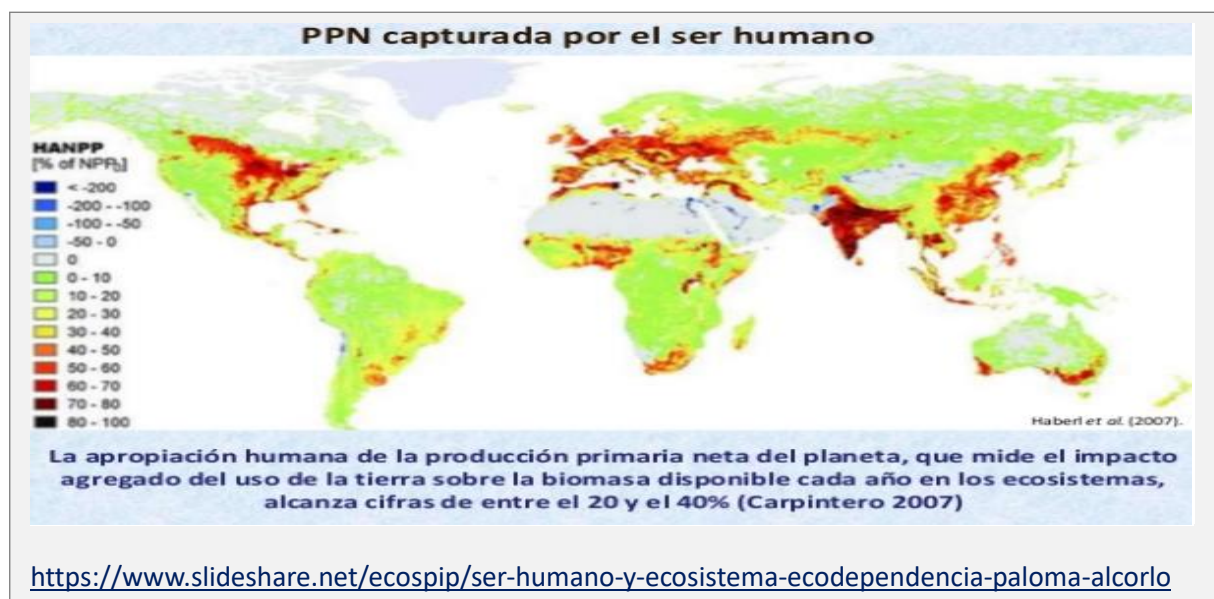 PPN capturada por el ser humano
HANPP
[% of NPP₀]
< -200
-200 - -100
-100 - -50
-50 - 0
0
0 - 10
10 - 20
20 - 30
30 - 40
40 - 50
50 - 60
60 - 70
70 - 80
80 - 100
Haberl et al. (2007).
La apropiación humana de la producción primaria neta del planeta, que mide el impacto
agregado del uso de la tierra sobre la biomasa disponible cada año en los ecosistemas,
alcanza cifras de entre el 20 y el 40% (Carpintero 2007)
https://www.slideshare.net/ecospip/ser-humano-y-ecosistema-ecodependencia-paloma-alcorlo